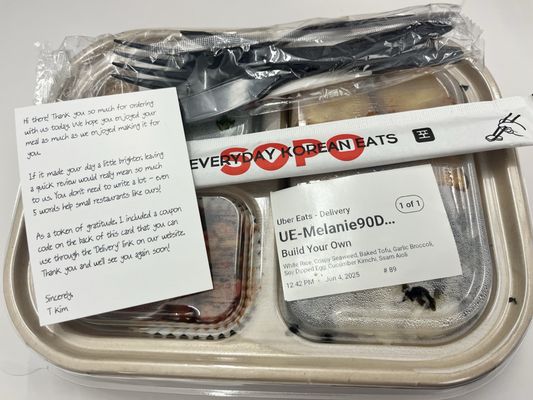 Hi there! Thank you so much for ordering
with us today. We hope you enjoyed your
meal as much as we enjoyed making it for
you.
If it made your day a little brighter, leaving
a quick review would really mean so much
to us. You don't need to write a lot - even
5 words help small restaurants like ours!
As a token of gratitude, I included a coupon
code on the back of this card that you can
use through the 'Delivery' link on our website.
Thank you and we'll see you again soon!
Sincerely,
T Kim
SOPO
EVERYDAY KOREAN EATS
포
Uber Eats - Delivery
1 of 1
UE-Melanie90D...
Build Your Own
White Rice, Crispy Seaweed, Baked Tofu, Garlic Broccoli,
Soy Dipped Egg, Cucumber Kimchi, Ssam Aioli
12:42 PM · Jun 4, 2025 # 89